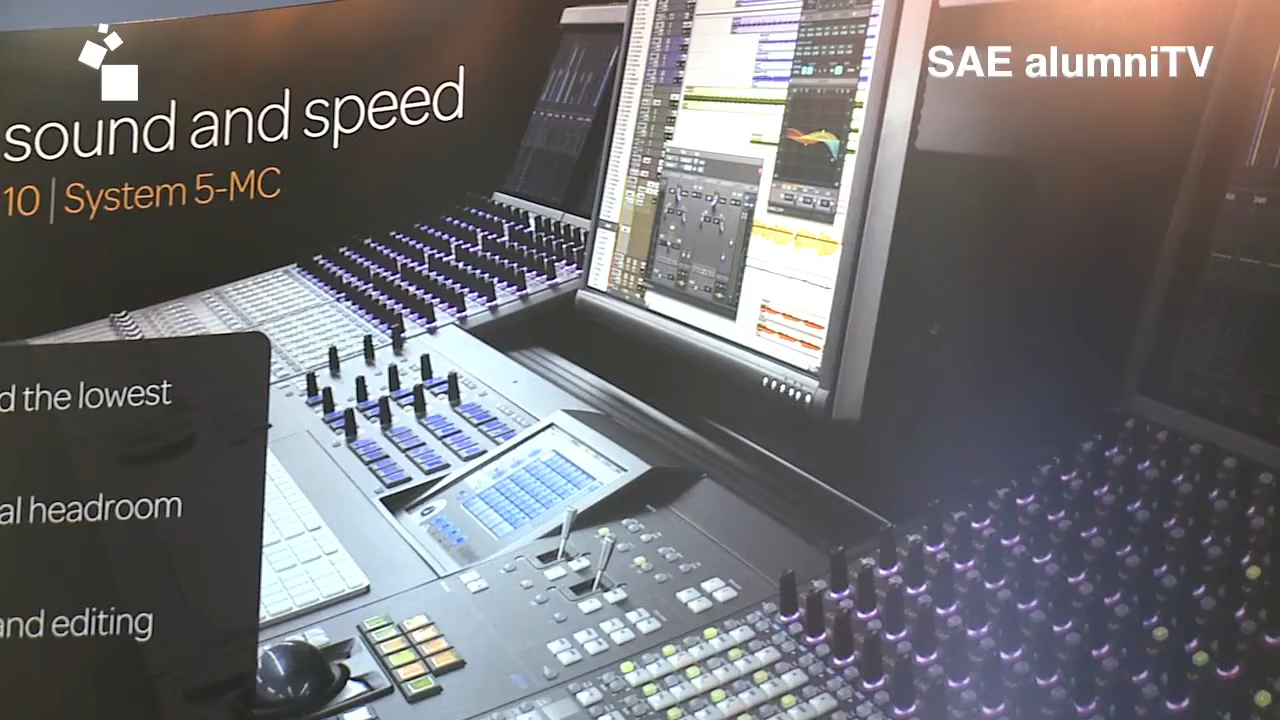 SAE alumniTV
sound and speed
10 | System 5-MC
d the lowest
al headroom
and editing